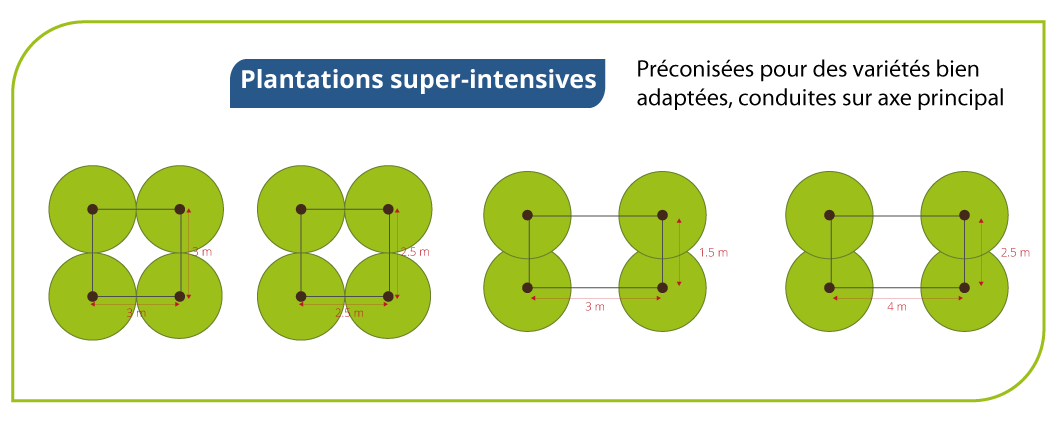 Plantations super-intensives
Préconisées pour des variétés bien
adaptées, conduites sur axe principal
3 m
3 m
2.5 m
2.5 m
1.5 m
3 m
2.5 m
4 m